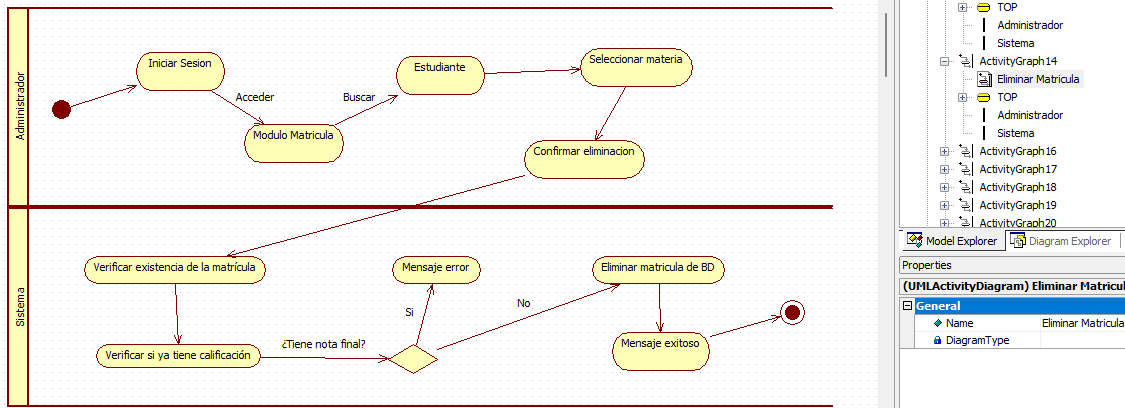 Administrador
Iniciar Sesion
Acceder
Modulo Matricula
Buscar
Estudiante
Seleccionar materia
Confirmar eliminacion
Sistema
Verificar existencia de la matrícula
Verificar si ya tiene calificación
¿Tiene nota final?
Si
Mensaje error
No
Eliminar matricula de BD
Mensaje exitoso
TOP
Administrador
Sistema
ActivityGraph14
Eliminar Matricula
TOP
Administrador
Sistema
ActivityGraph16
ActivityGraph17
ActivityGraph18
ActivityGraph19
ActivityGraph20
Model Explorer
Diagram Explorer
Properties
(UMLActivityDiagram) Eliminar Matricul
General
Name Eliminar Matricula
DiagramType